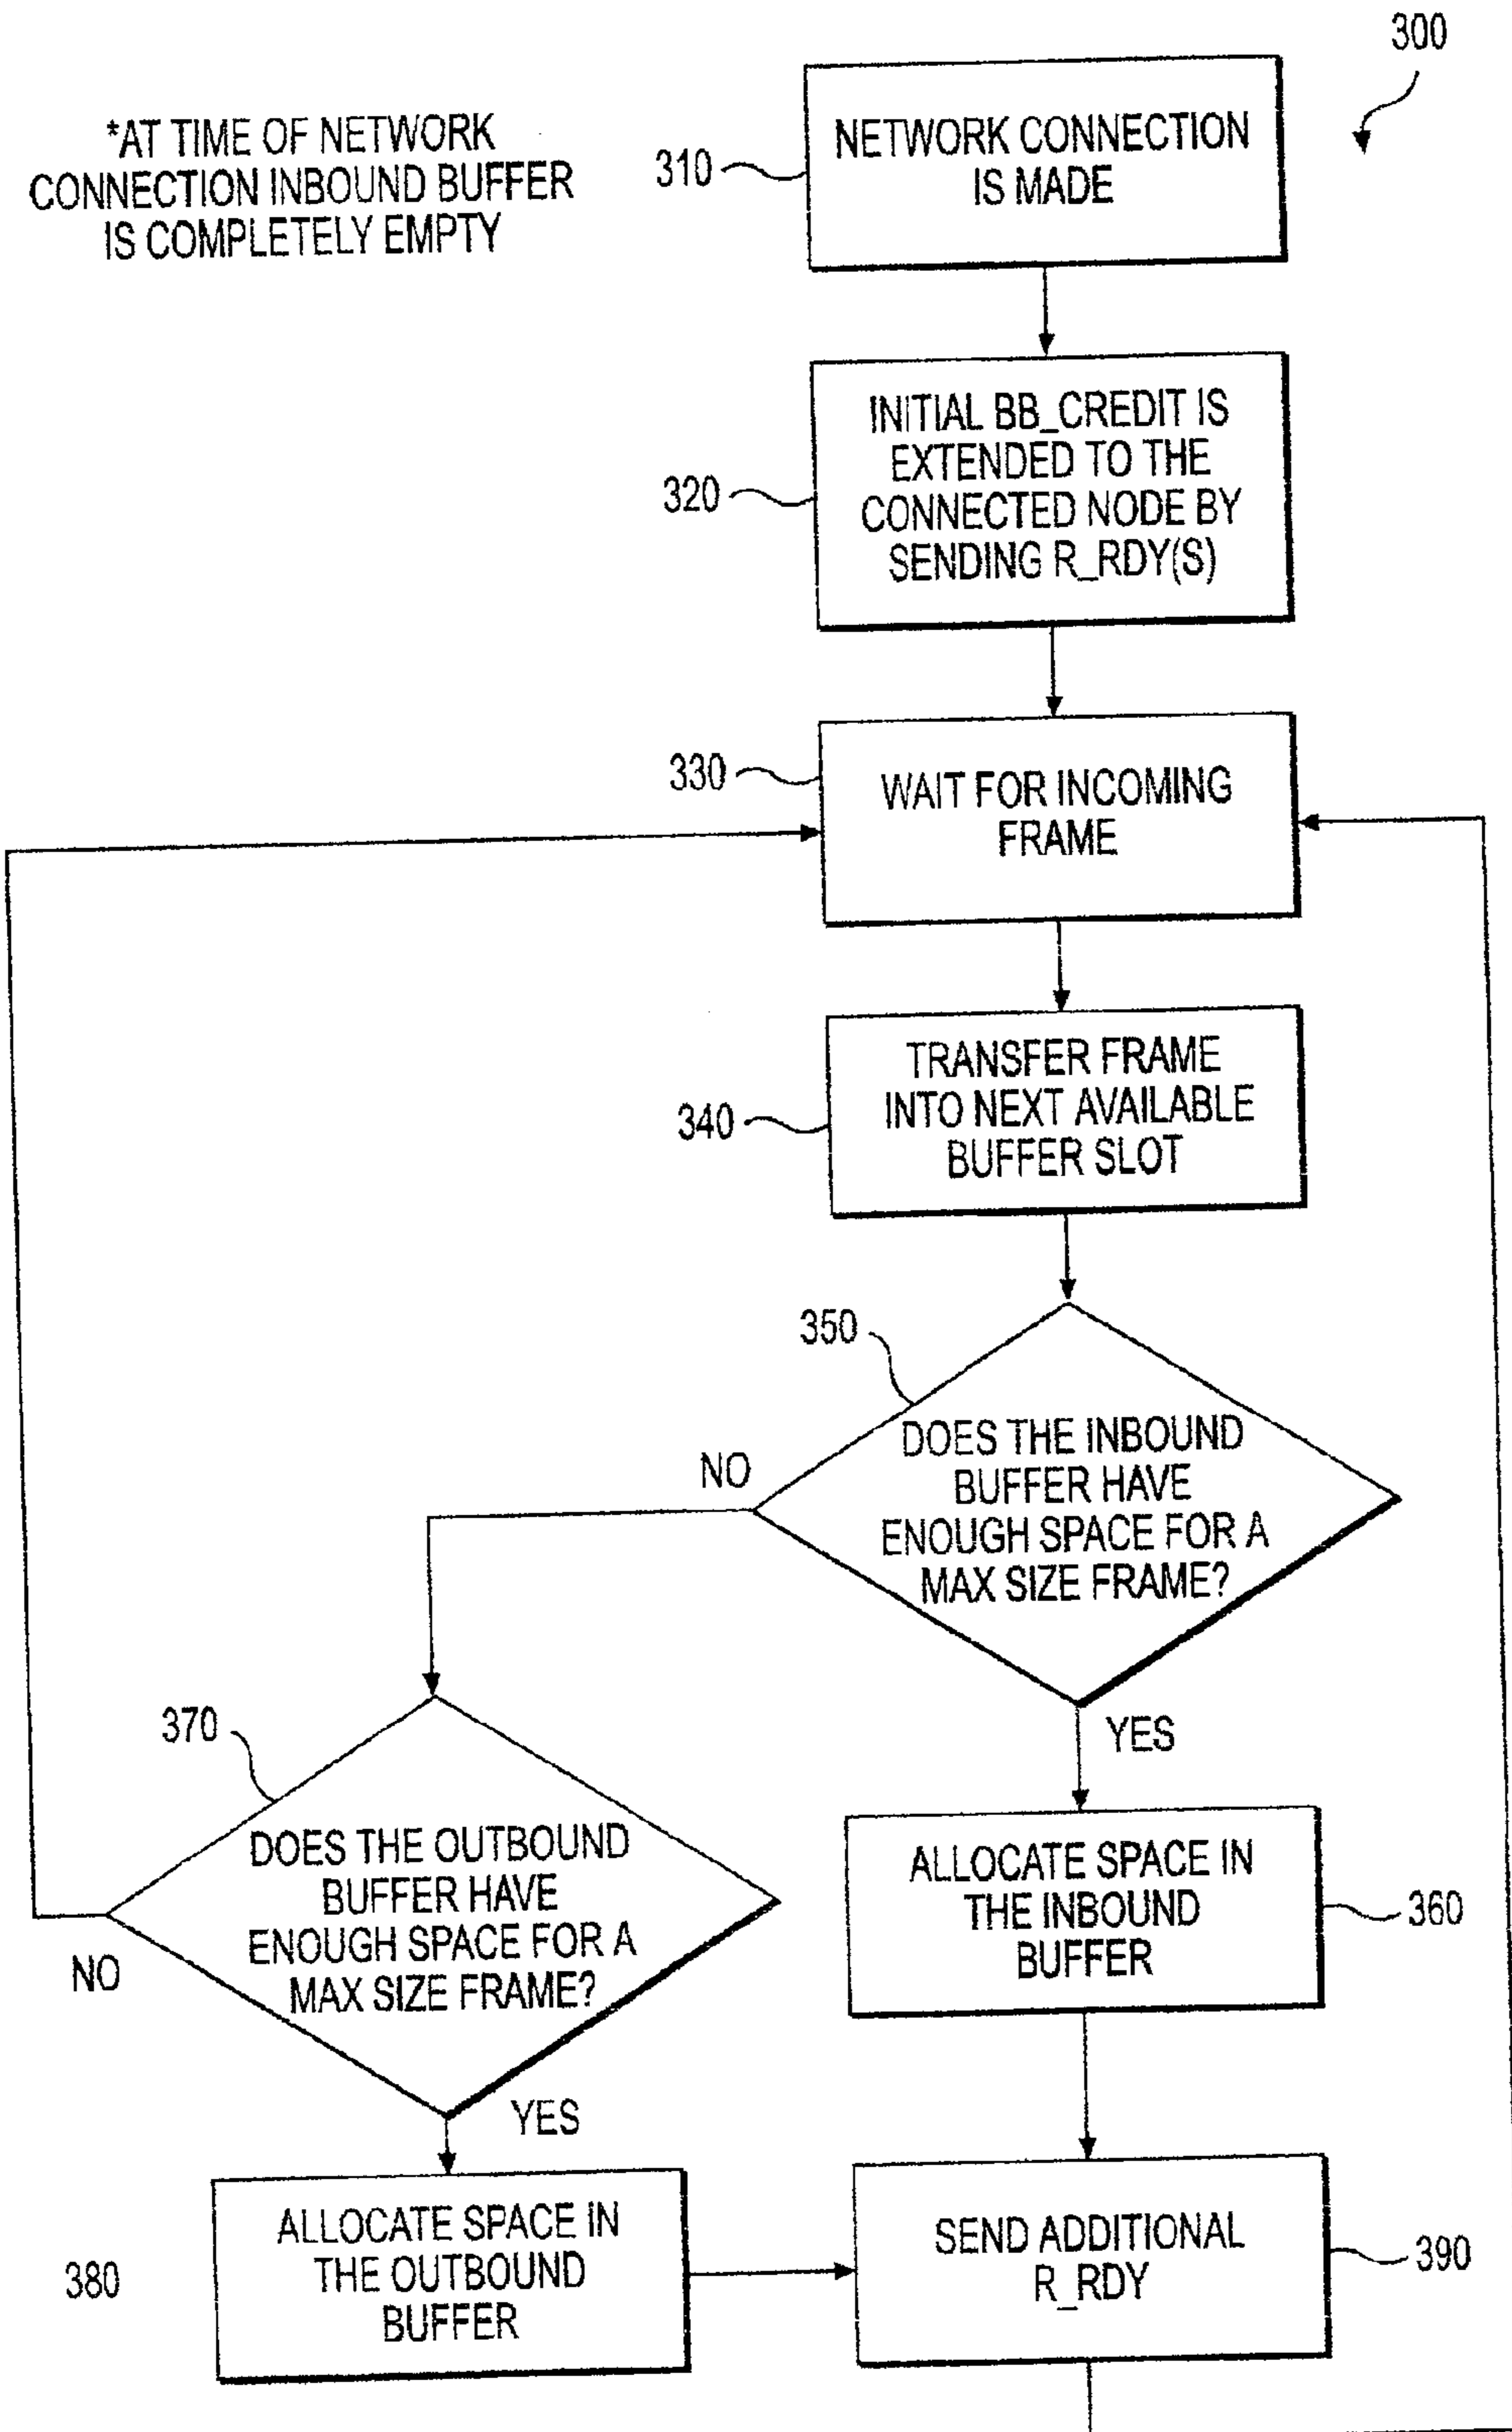 300
*AT TIME OF NETWORK
CONNECTION INBOUND BUFFER
IS COMPLETELY EMPTY
310
NETWORK CONNECTION
IS MADE
320
INITIAL BB_CREDIT IS
EXTENDED TO THE
CONNECTED NODE BY
SENDING R_RDY(S)
330
WAIT FOR INCOMING
FRAME
340
TRANSFER FRAME
INTO NEXT AVAILABLE
BUFFER SLOT
350
DOES THE INBOUND
BUFFER HAVE
ENOUGH SPACE FOR A
MAX SIZE FRAME?
NO
YES
370
DOES THE OUTBOUND
BUFFER HAVE
ENOUGH SPACE FOR A
MAX SIZE FRAME?
NO
YES
ALLOCATE SPACE IN
THE INBOUND
BUFFER
360
380
ALLOCATE SPACE IN
THE OUTBOUND
BUFFER
SEND ADDITIONAL
R_RDY
390